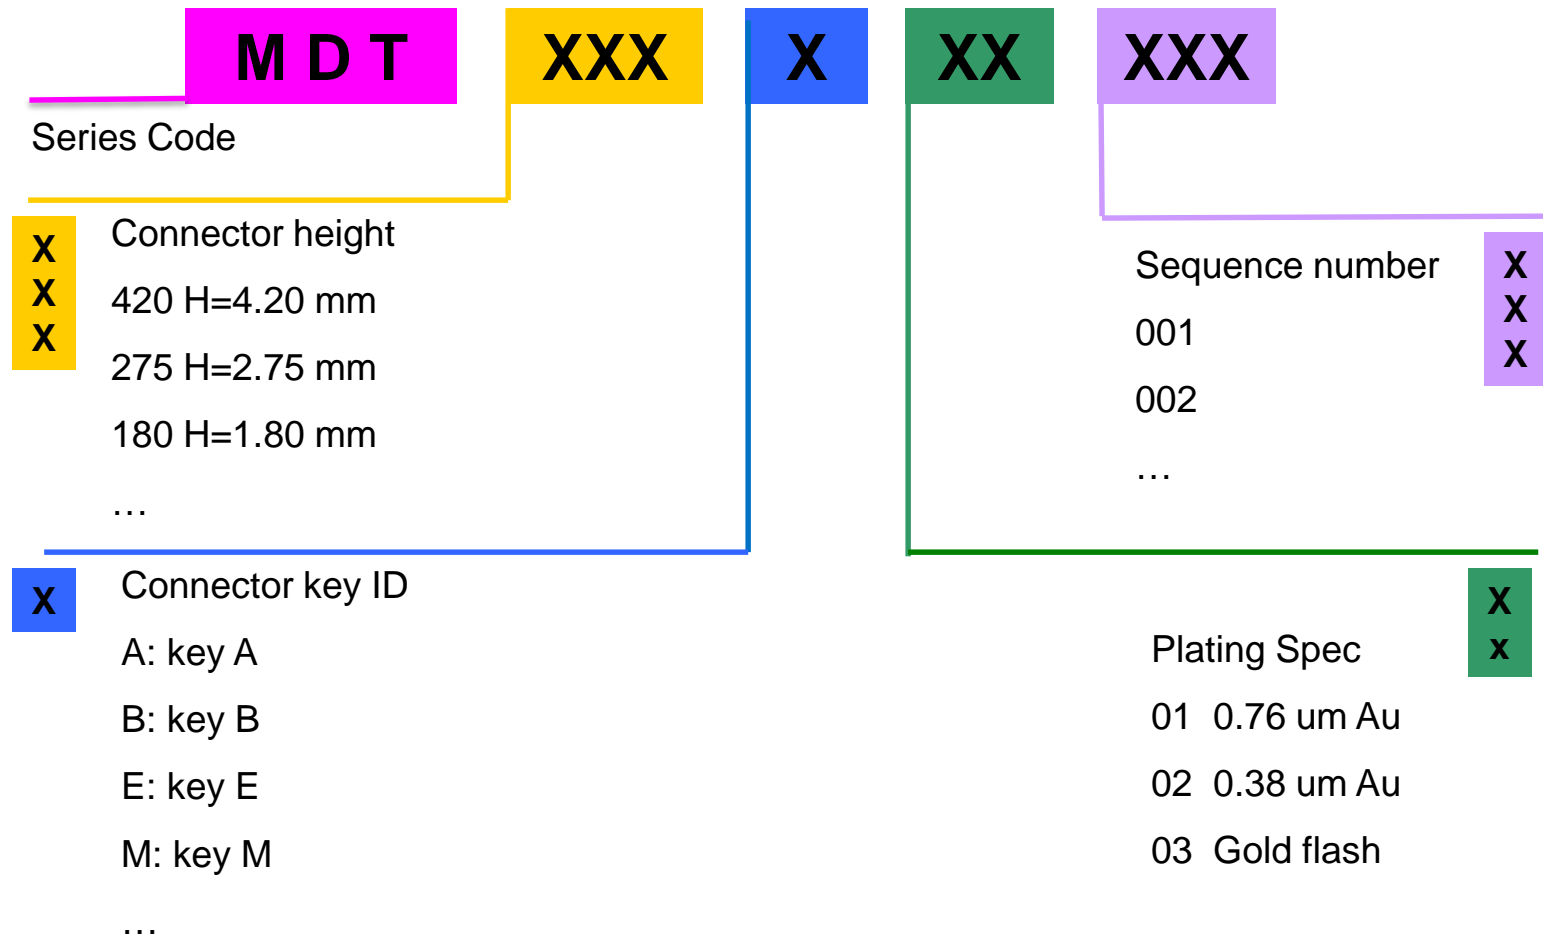 M D T XXX X XX XXX
Series Code
X
X
X
Connector height
420 H=4.20 mm
275 H=2.75 mm
180 H=1.80 mm
…
Sequence number
001
002
…
X
X
X
X
Connector key ID
A: key A
B: key B
E: key E
M: key M
…
Plating Spec
01 0.76 um Au
02 0.38 um Au
03 Gold flash
X
x